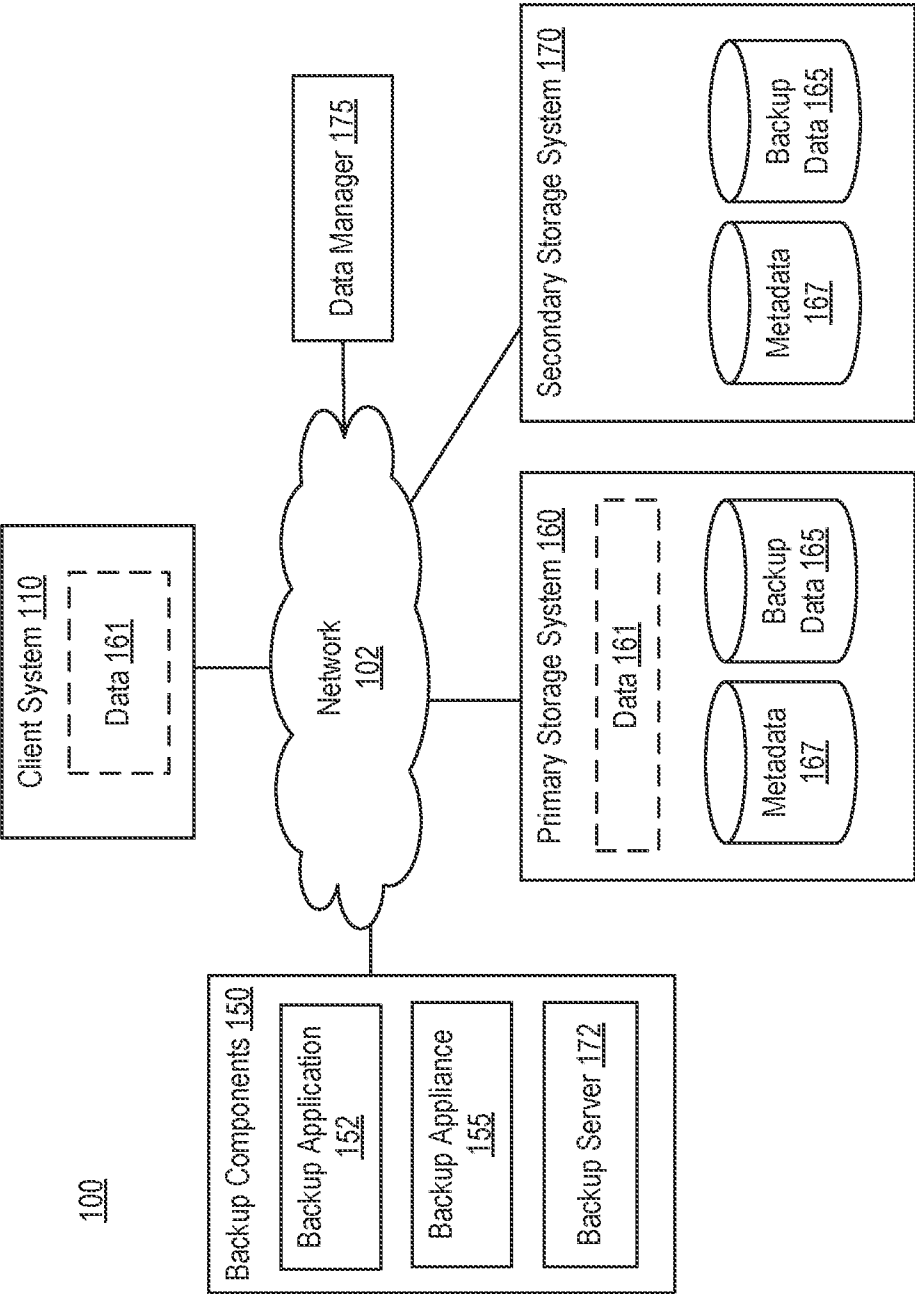 100
Backup Components 150
Backup Application
152
Backup Appliance
155
Backup Server 172
Client System 110
Data 161
Network
102
Data Manager 175
Primary Storage System 160
Data 161
Metadata
167
Backup
Data 165
Secondary Storage System 170
Metadata
167
Backup
Data 165